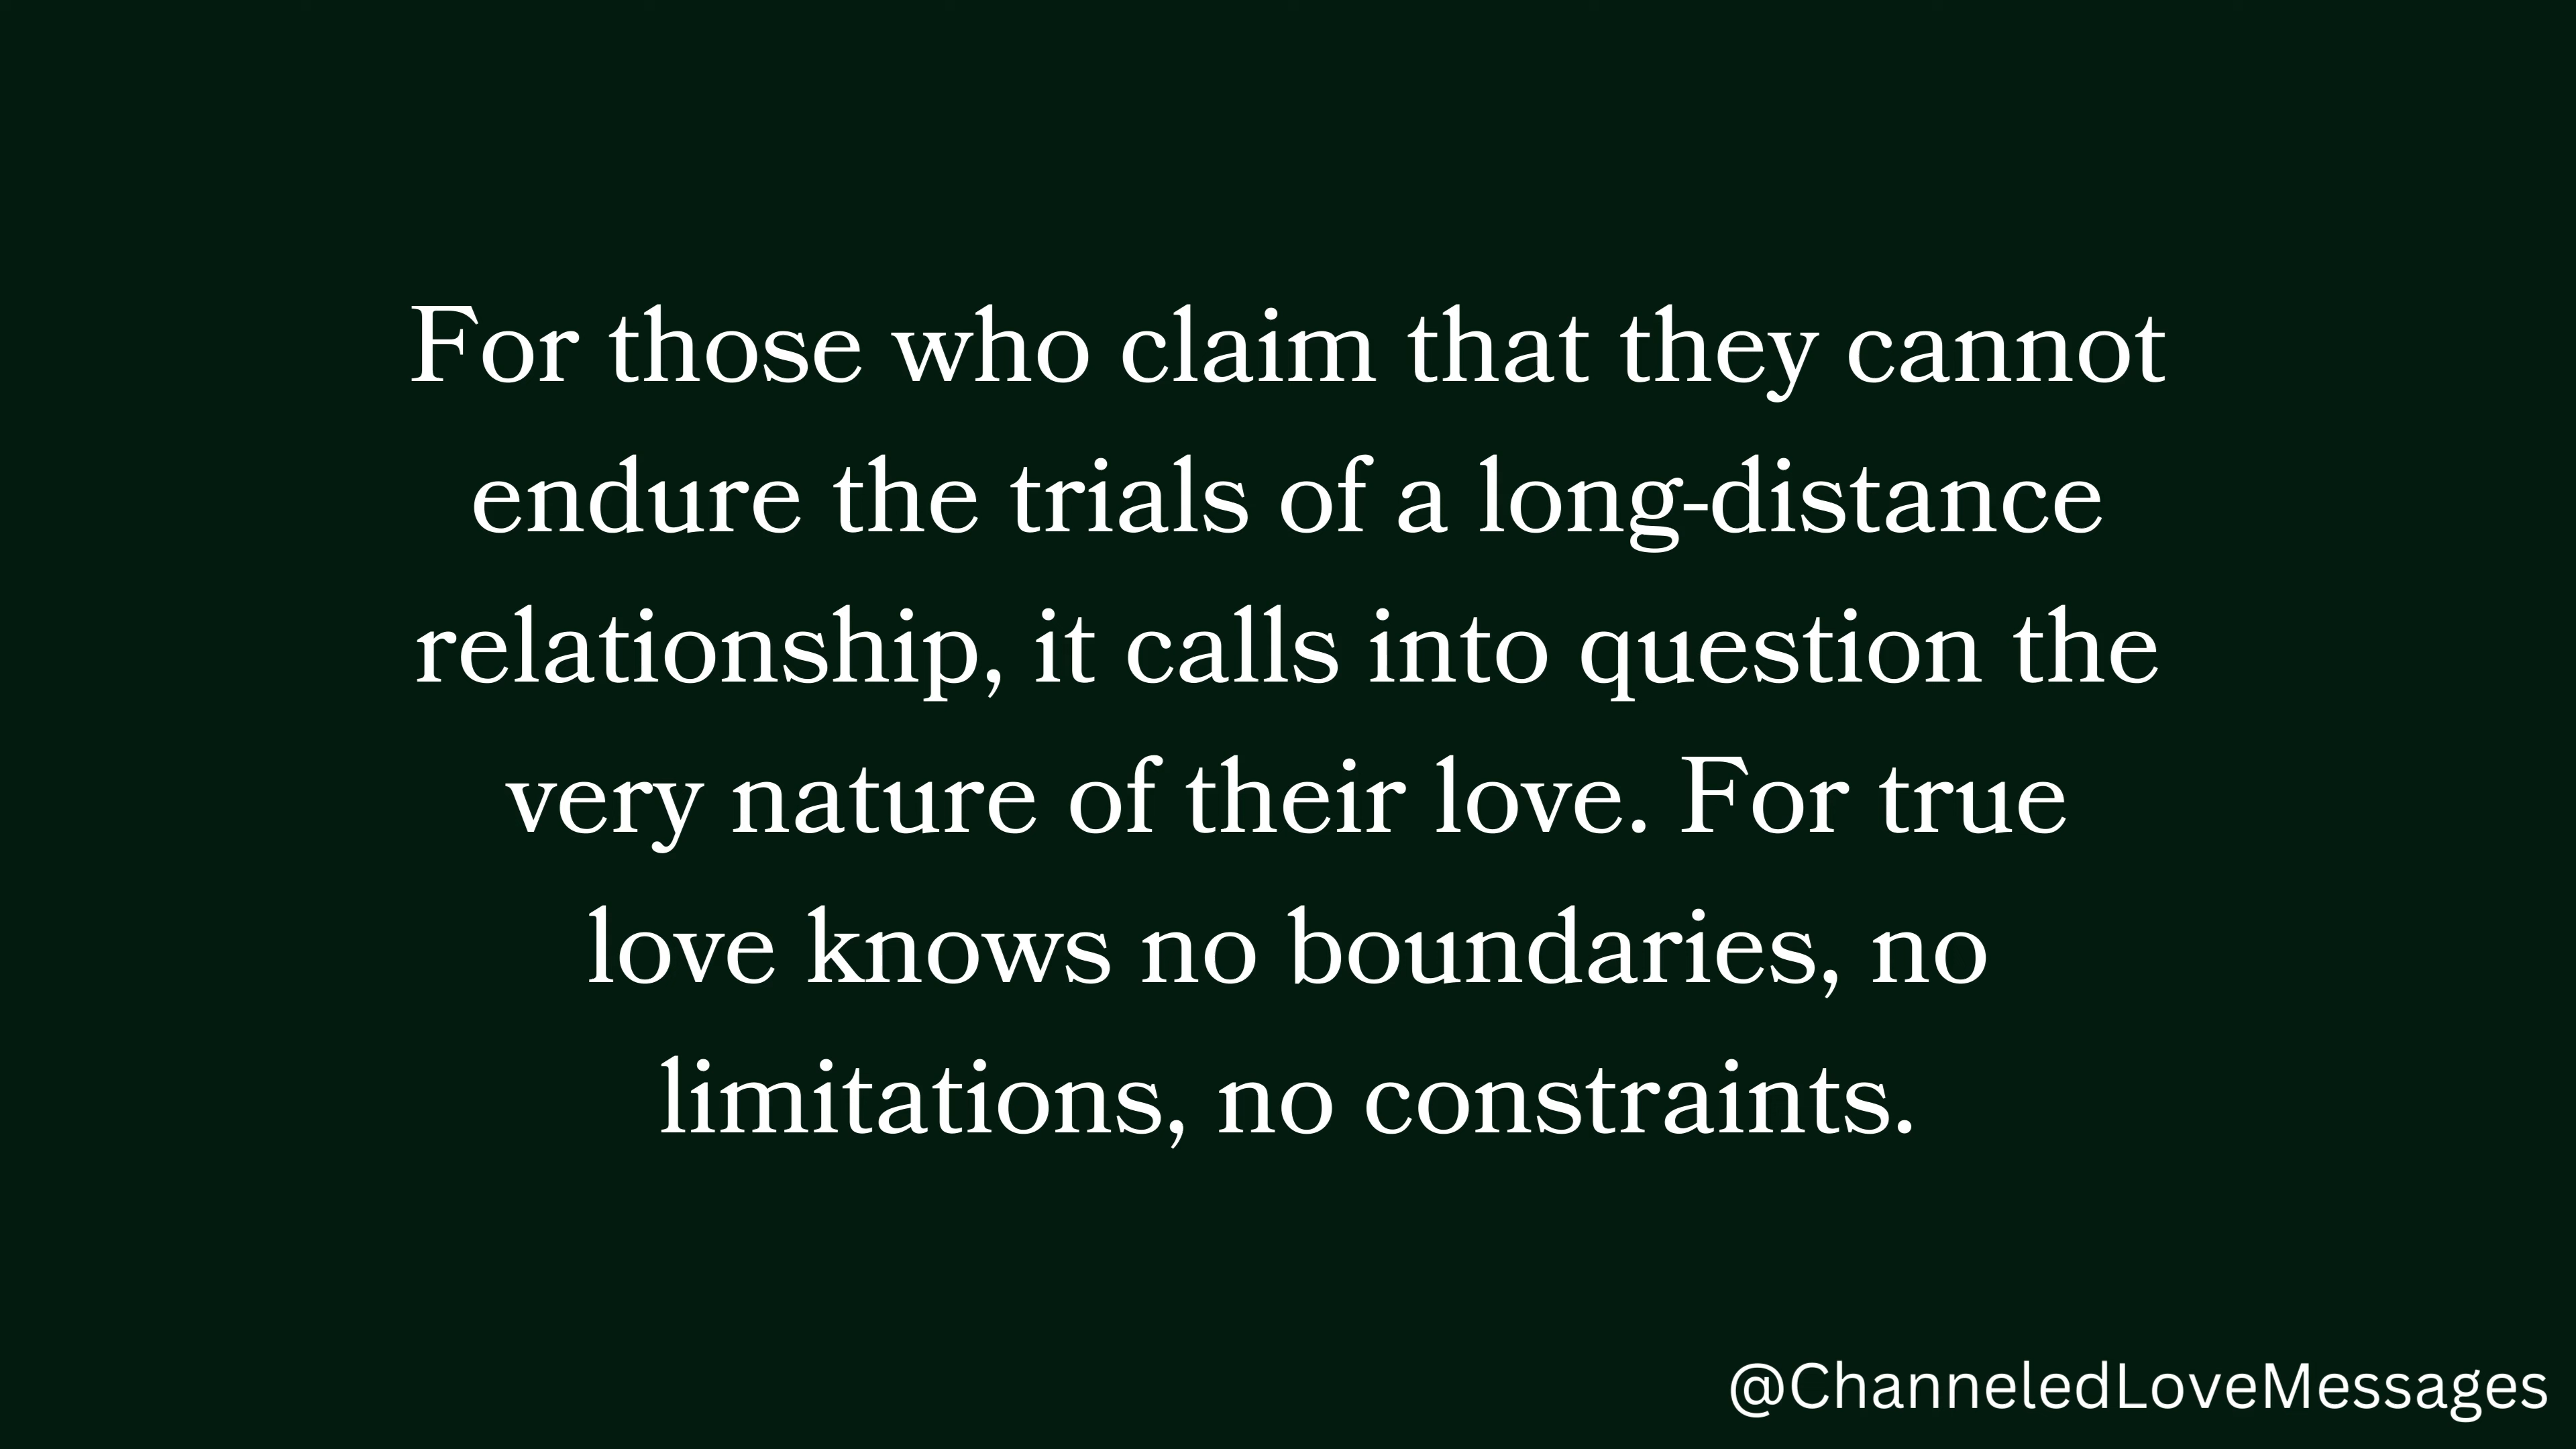 For those who claim that they cannot
endure the trials of a long-distance
relationship, it calls into question the
very nature of their love. For true
love knows no boundaries, no
limitations, no constraints.
@ChanneledLoveMessages